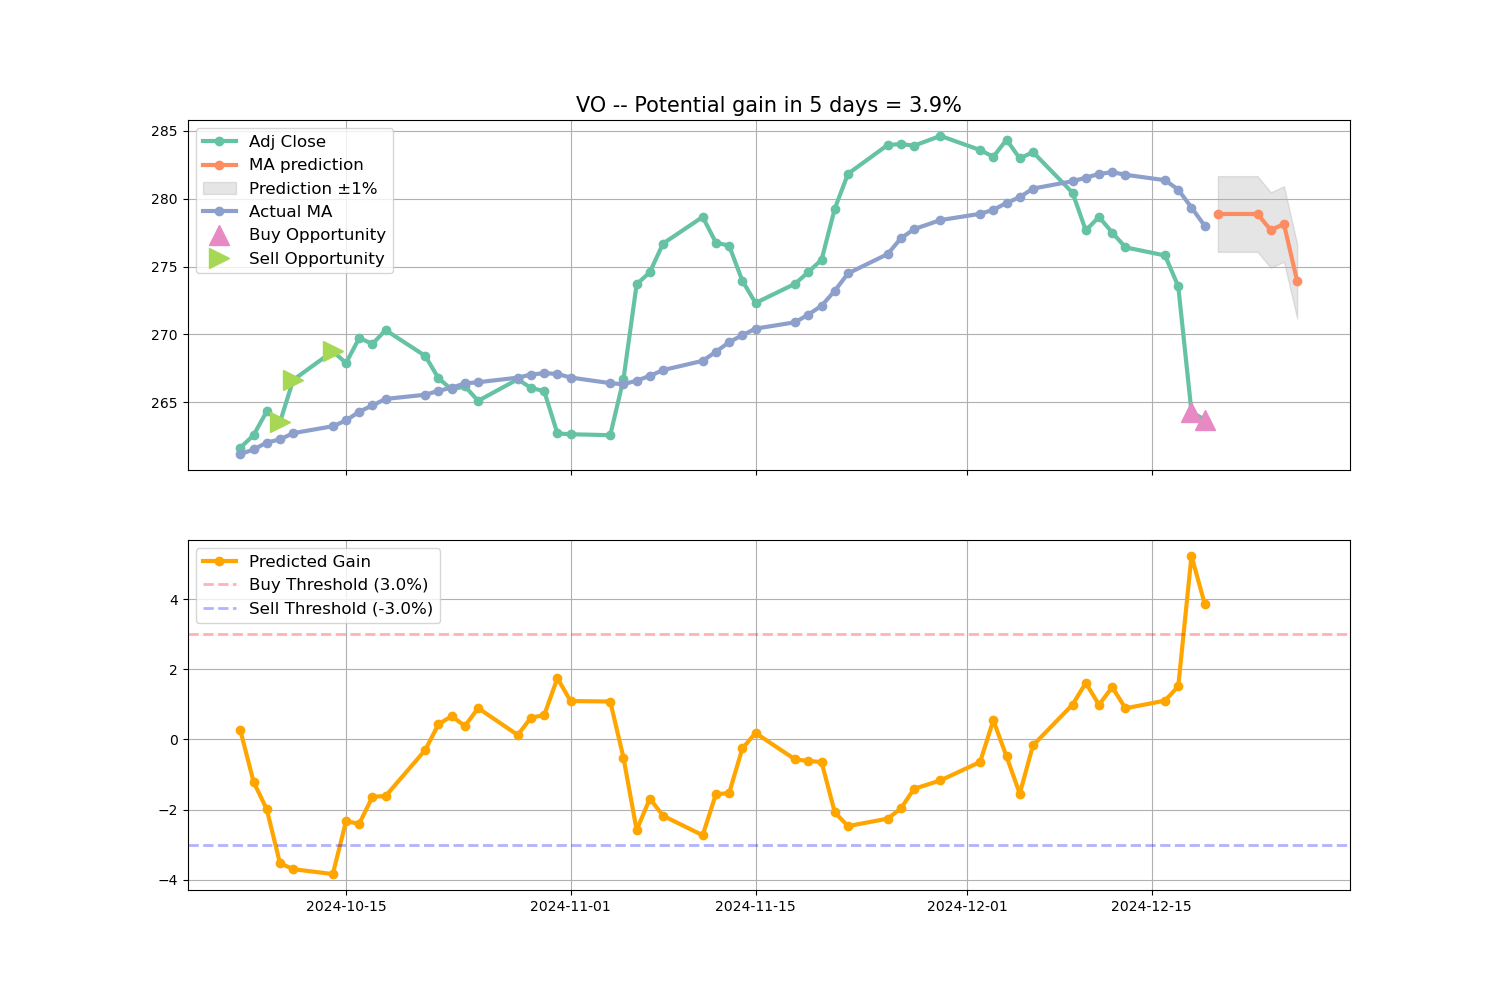 VO -- Potential gain in 5 days = 3.9%
285
280
275
270
265
Adj Close
MA prediction
Prediction ±1%
Actual MA
Buy Opportunity
Sell Opportunity
4
2
0
−2
−4
Predicted Gain
Buy Threshold (3.0%)
Sell Threshold (-3.0%)
2024-10-15
2024-11-01
2024-11-15
2024-12-01
2024-12-15